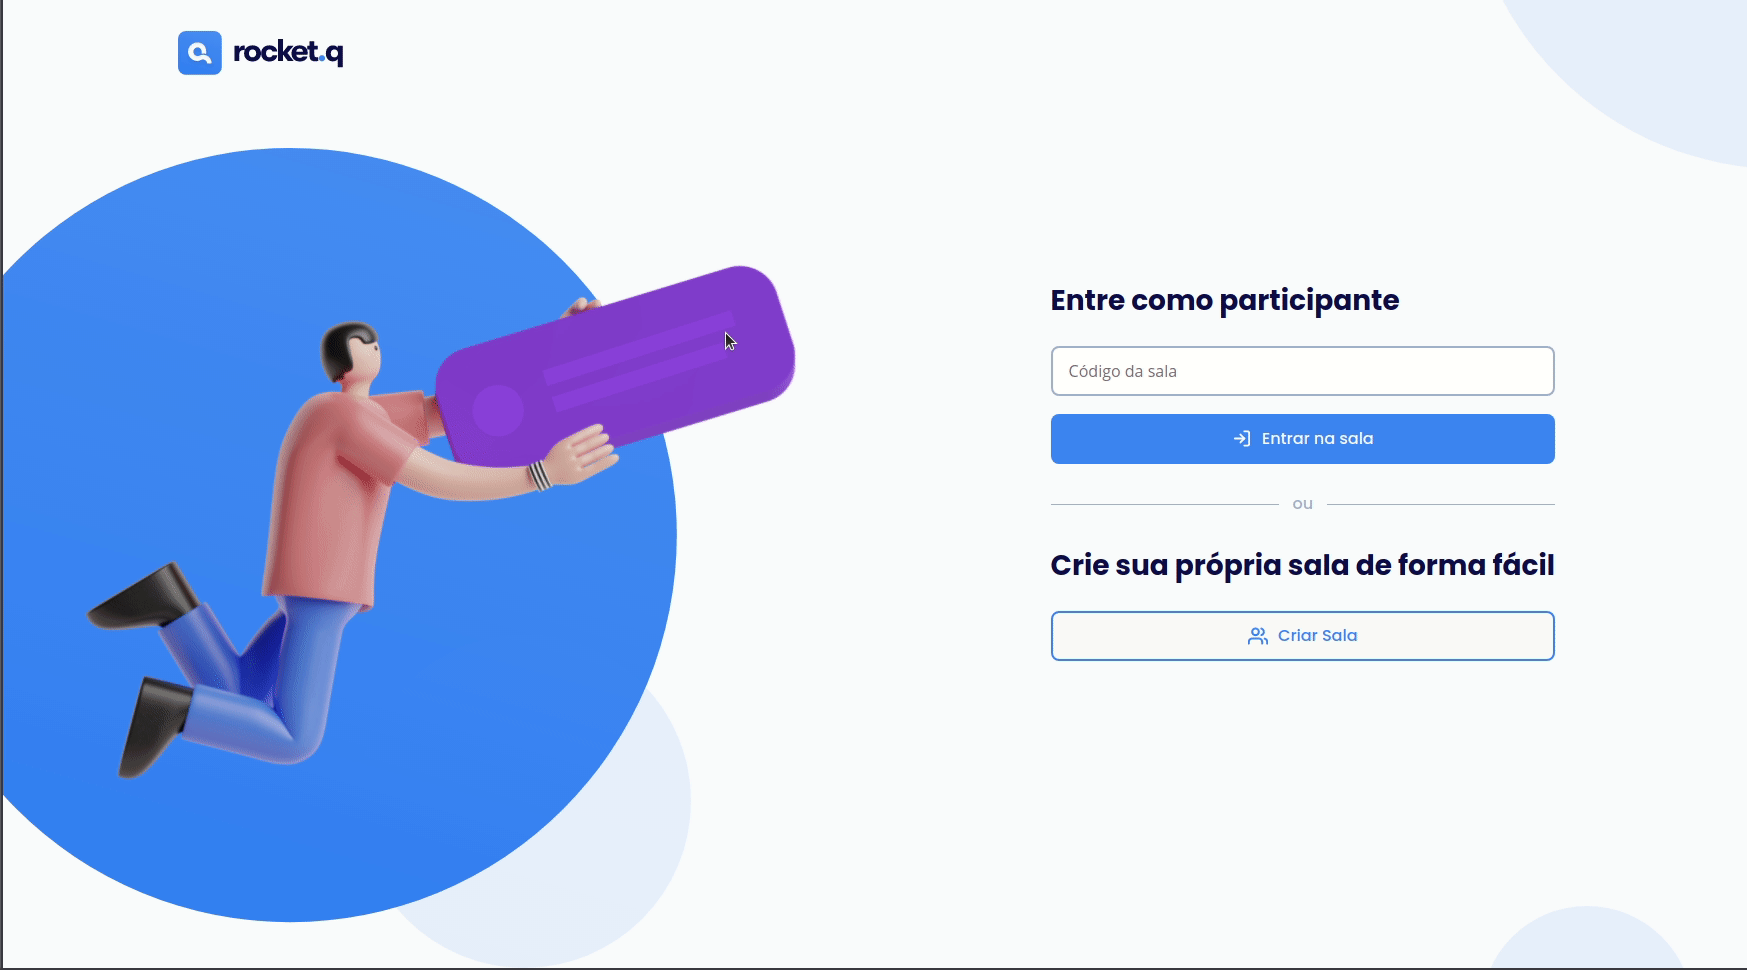 rocket.q
Entre como participante
Código da sala
Entrar na sala
ou
Crie sua própria sala de forma fácil
Criar Sala